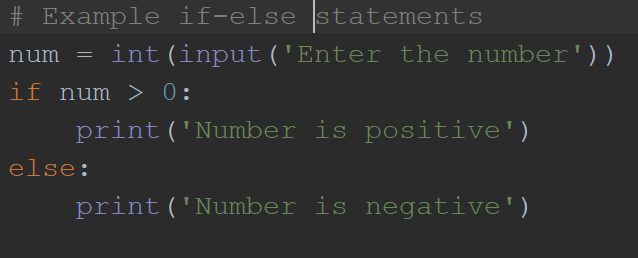 # Example if-else statements
num = int(input('Enter the number'))
if num > 0:
    print('Number is positive')
else:
    print('Number is negative')